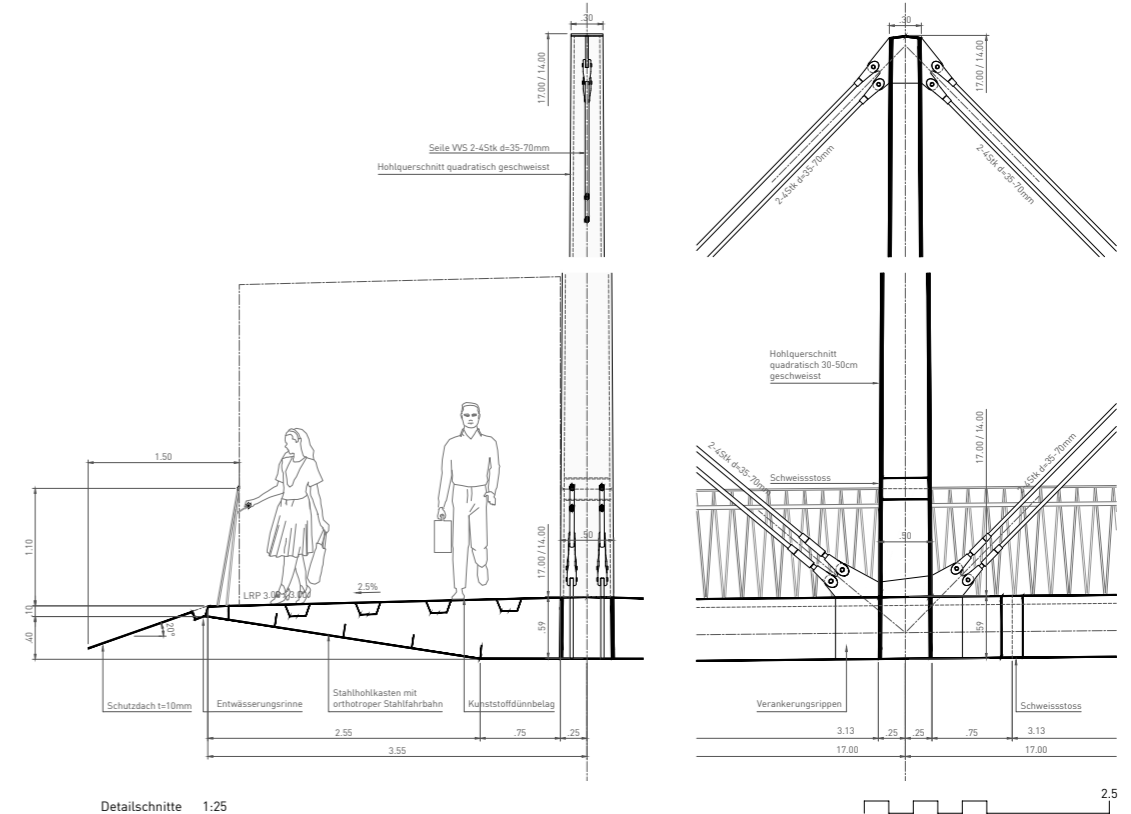 .30
17.00 / 14.00
Seile VVS 2-4Stk d=35-70mm
Hohlquerschnitt quadratisch geschweisst
1.50
1.10
.10
.40
20°
LRP 3.00
2.5%
.50
17.00 / 14.00
.59
Schutzdach t=10mm
Entwässerungsrinne
Stahlhohlkasten mit
orthotroper Stahlfahrbahn
Kunststoffdünnbelag
2.55
.75
.25
3.55
.30
17.00 / 14.00
2-4Stk d=35-70mm
2-4Stk d=35-70mm
Hohlquerschnitt
quadratisch 30-50cm
geschweisst
17.00 / 14.00
2-4Stk d=35-70mm
2-4Stk d=35-70mm
Schweissstoss
.50
.59
Verankerungsrippen
Schweissstoss
3.13
.25
.25
.75
3.13
17.00
17.00
Detailschnitte 1:25
2.5